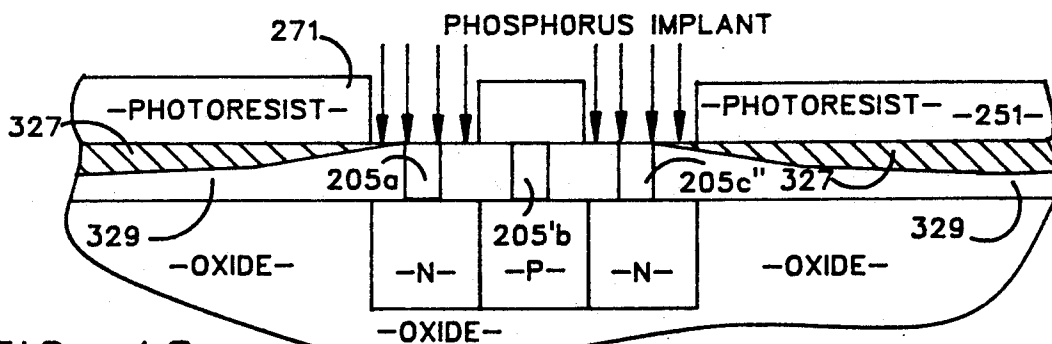 271
PHOSPHORUS IMPLANT
-PHOTORESIST-
-PHOTORESIST-
-251-
327
205a
205c"
327
329
205'b
329
-OXIDE-
-N-
-P-
-N-
-OXIDE-
-OXIDE-